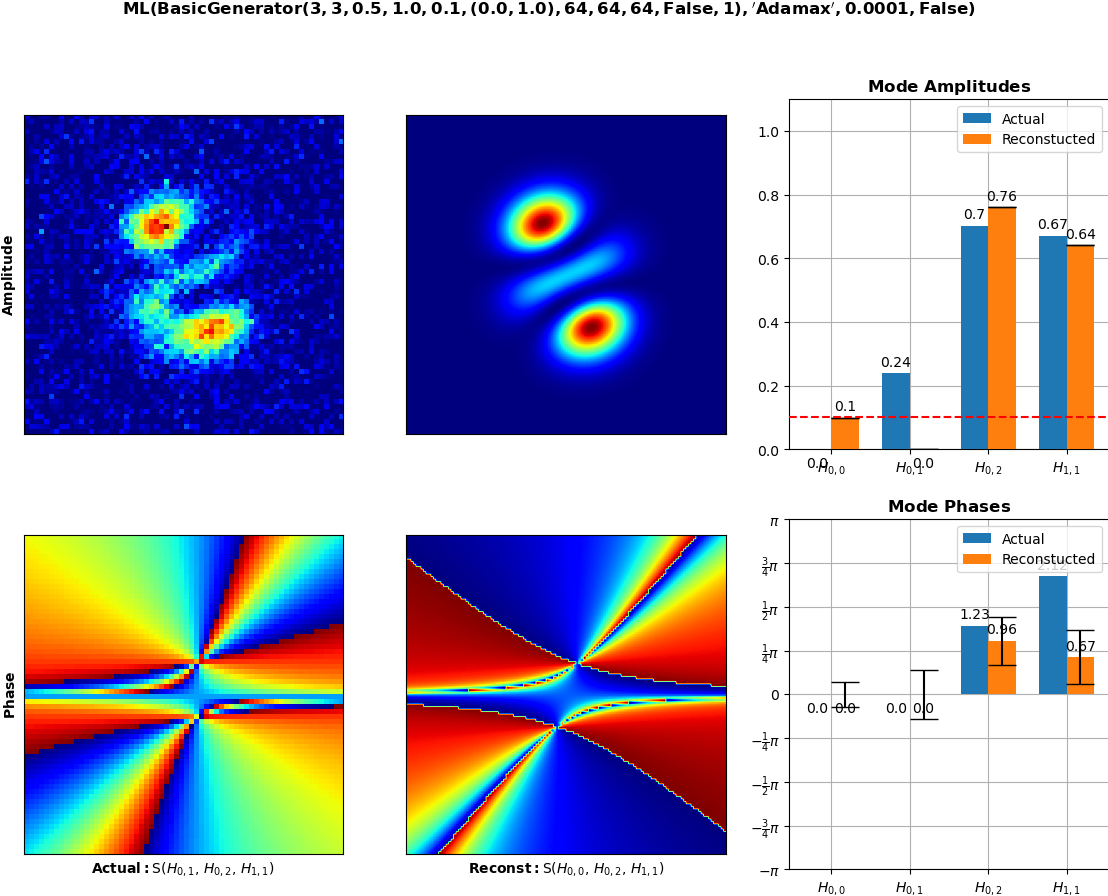 ML(BasicGenerator(3, 3, 0.5, 1.0, 0.1, (0.0, 1.0), 64, 64, 64, False, 1), ′Adamax′, 0.0001, False)
Mode Amplitudes
Actual
Reconstucted
1.0
0.8
0.6
0.4
0.2
0.0
0.0
0.1
0.24
0.0
0.7
0.76
0.67
0.64
H0,0
H0,1
H0,2
H1,1
Amplitude
Mode Phases
Actual
Reconstucted
π
3/4π
1/2π
1/4π
0
−1/4π
−1/2π
−3/4π
−π
0.0
0.0
0.0
0.0
1.23
0.96
2.12
0.67
H0,0
H0,1
H0,2
H1,1
Phase
Actual: S(H0,1, H0,2, H1,1)
Reconst: S(H0,0, H0,2, H1,1)